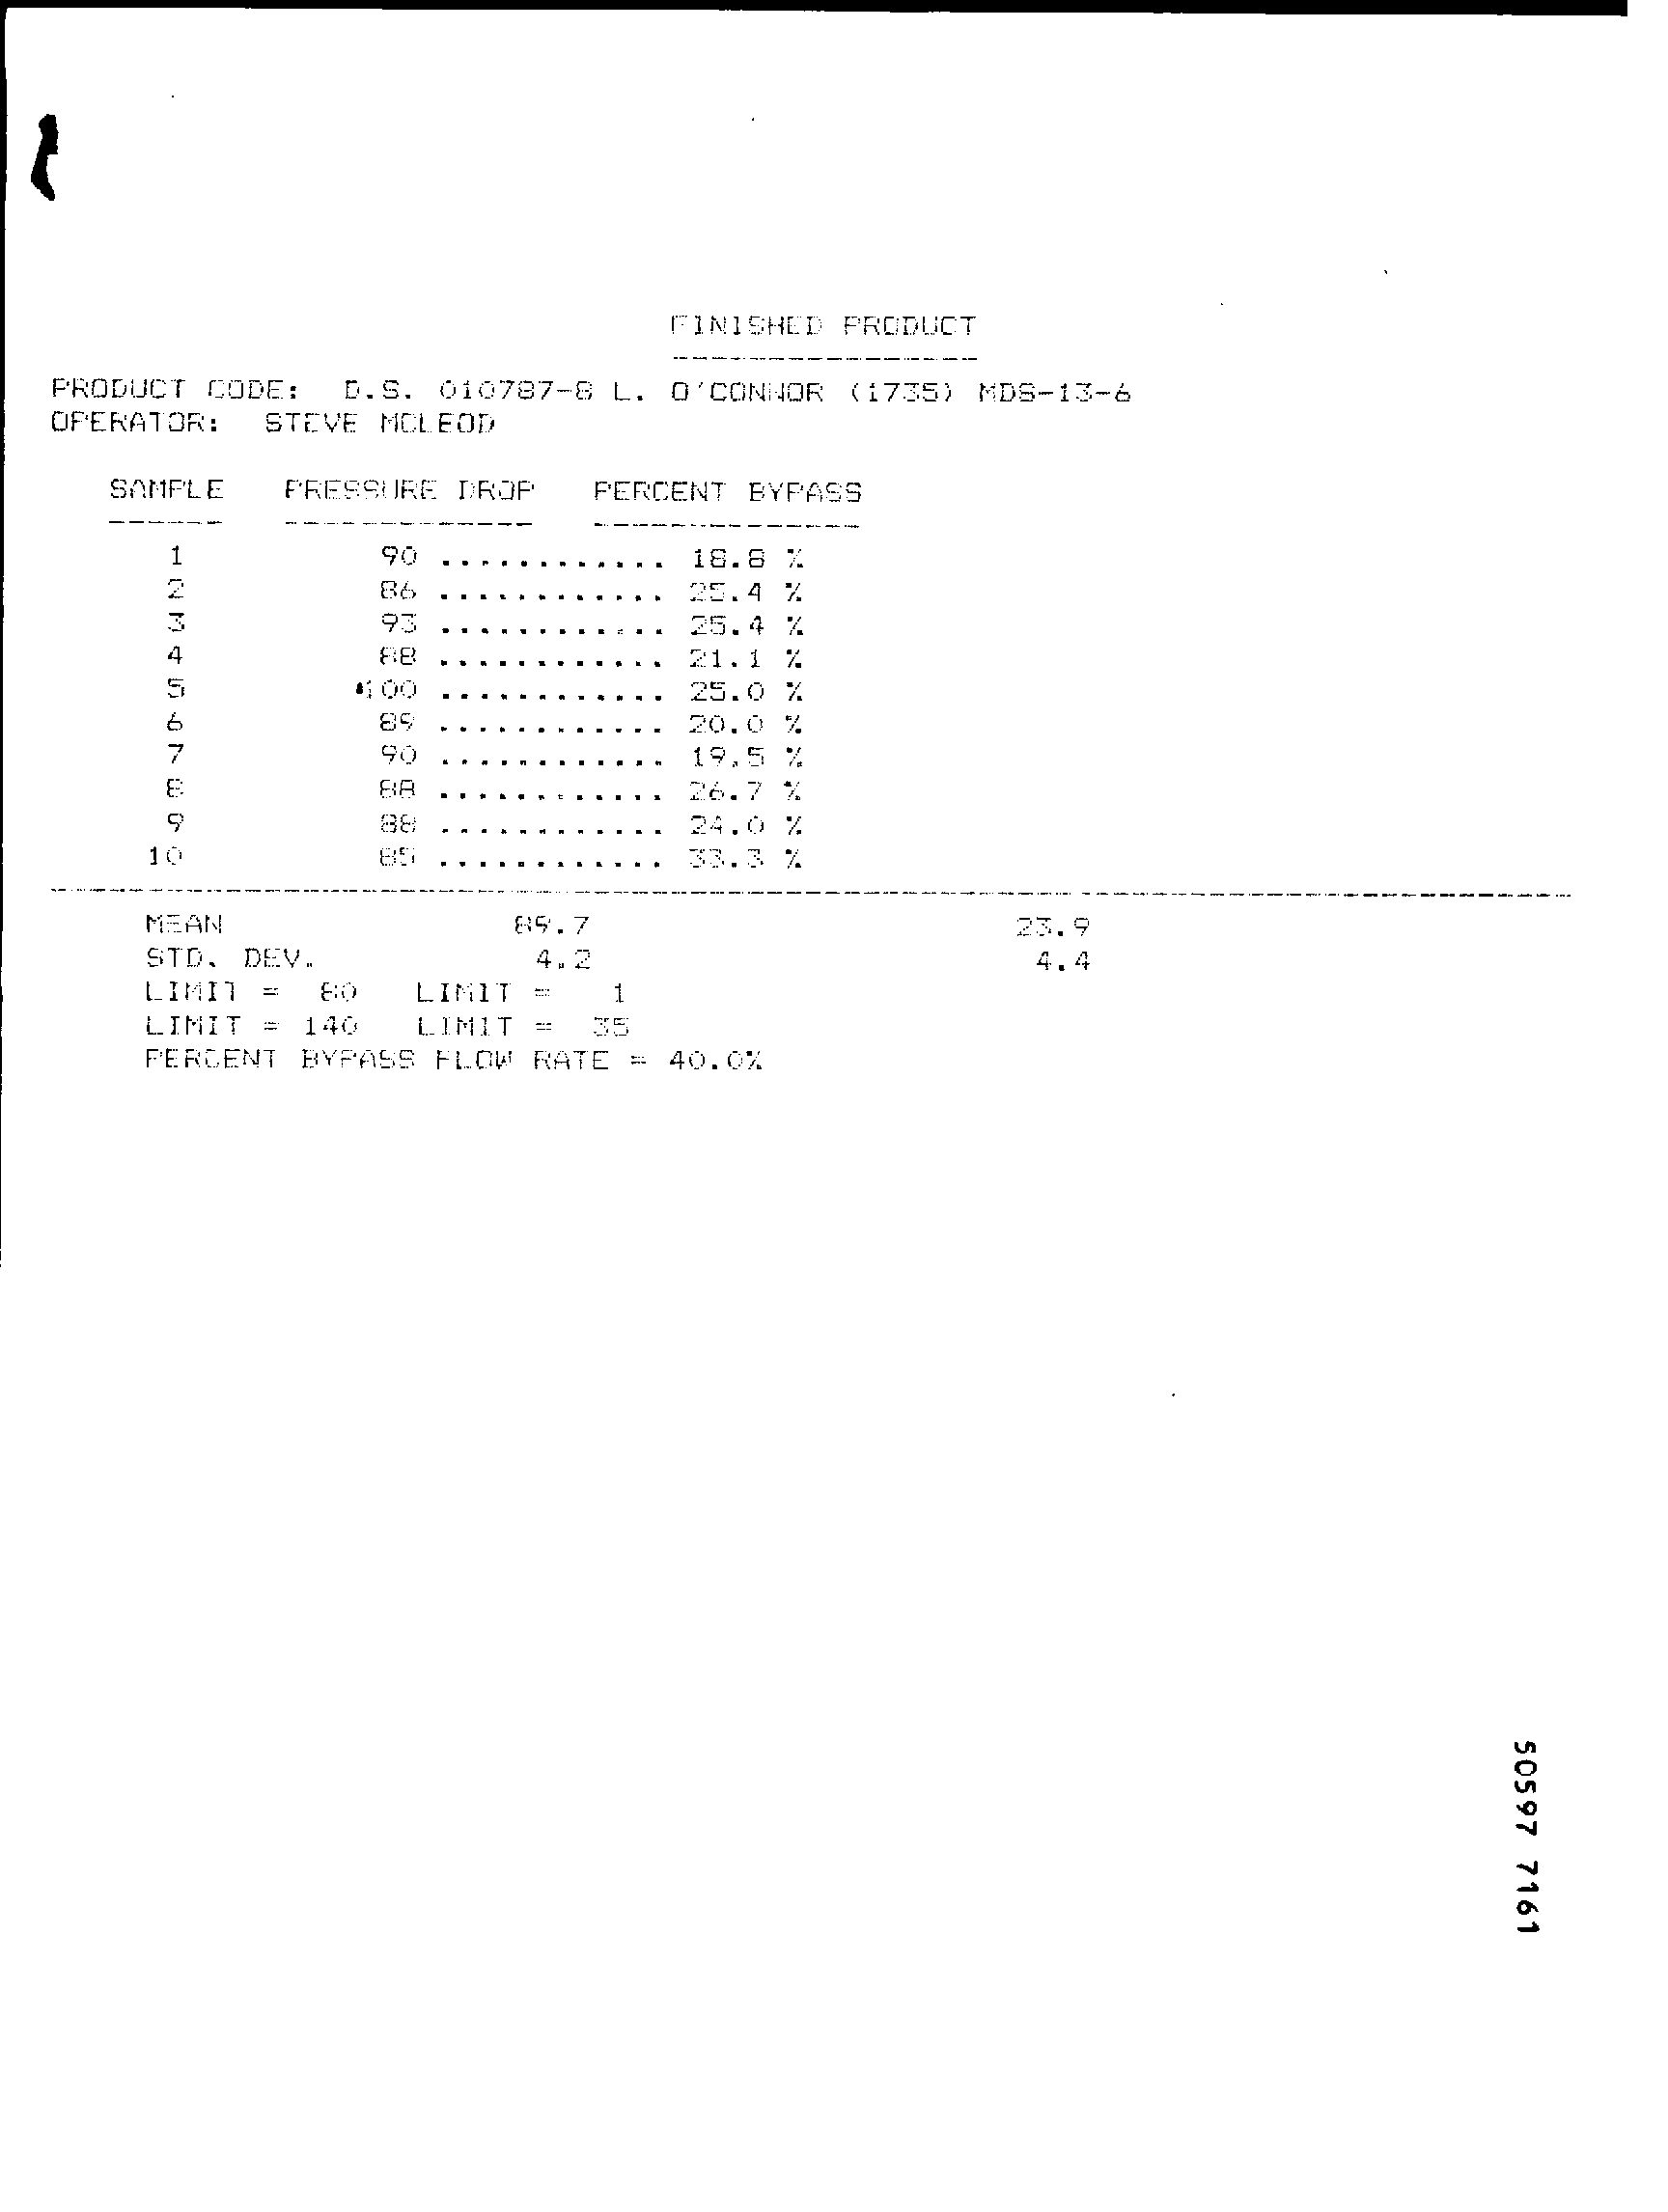 FINISHED PRODUCT
-----------------
PRODUCT CODE: D.S. 010787-8 L. O'CONNOR (1735) MDS-13-6
OPERATOR: STEVE MCLEOD
SAMPLE PRESSURE DROP PERCENT BYPASS
------ ------------- --------------
1 90 ............ 18.8 %
2 86 ............ 25.4 %
3 93 ............ 25.4 %
4 88 ............ 21.1 %
5 100 ............ 25.0 %
6 89 ............ 20.0 %
7 90 ............ 19.5 %
8 88 ............ 26.7 %
9 88 ............ 24.0 %
10 85 ............ 33.3 %
MEAN 89.7 23.9
STD. DEV. 4.2 4.4
LIMIT = 80 LIMIT = 1
LIMIT = 140 LIMIT = 35
PERCENT BYPASS FLOW RATE = 40.0%
50597 7161